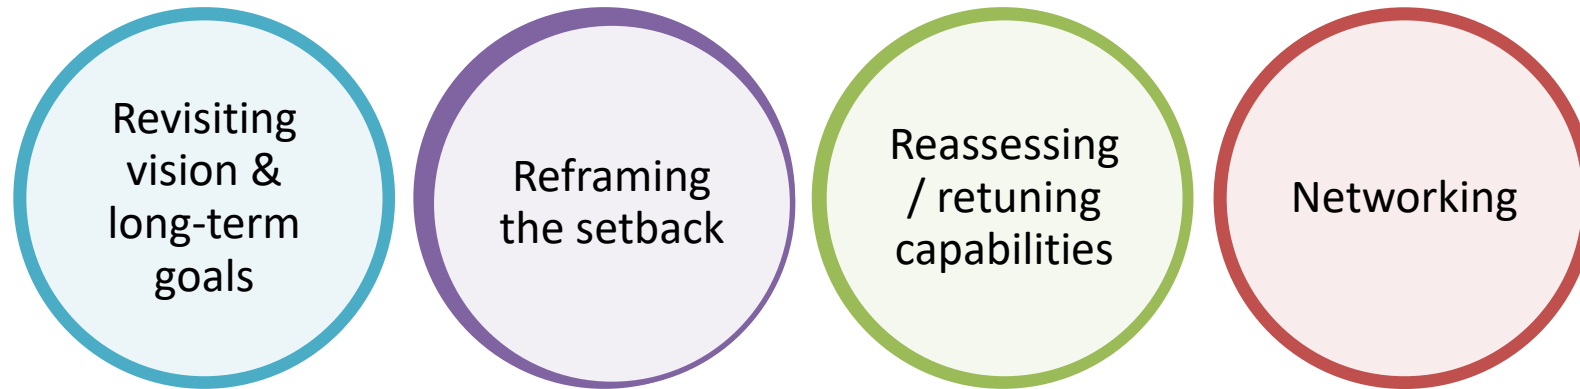 Revisiting
vision &
long-term
goals
Reframing
the setback
Reassessing
/ retuning
capabilities
Networking